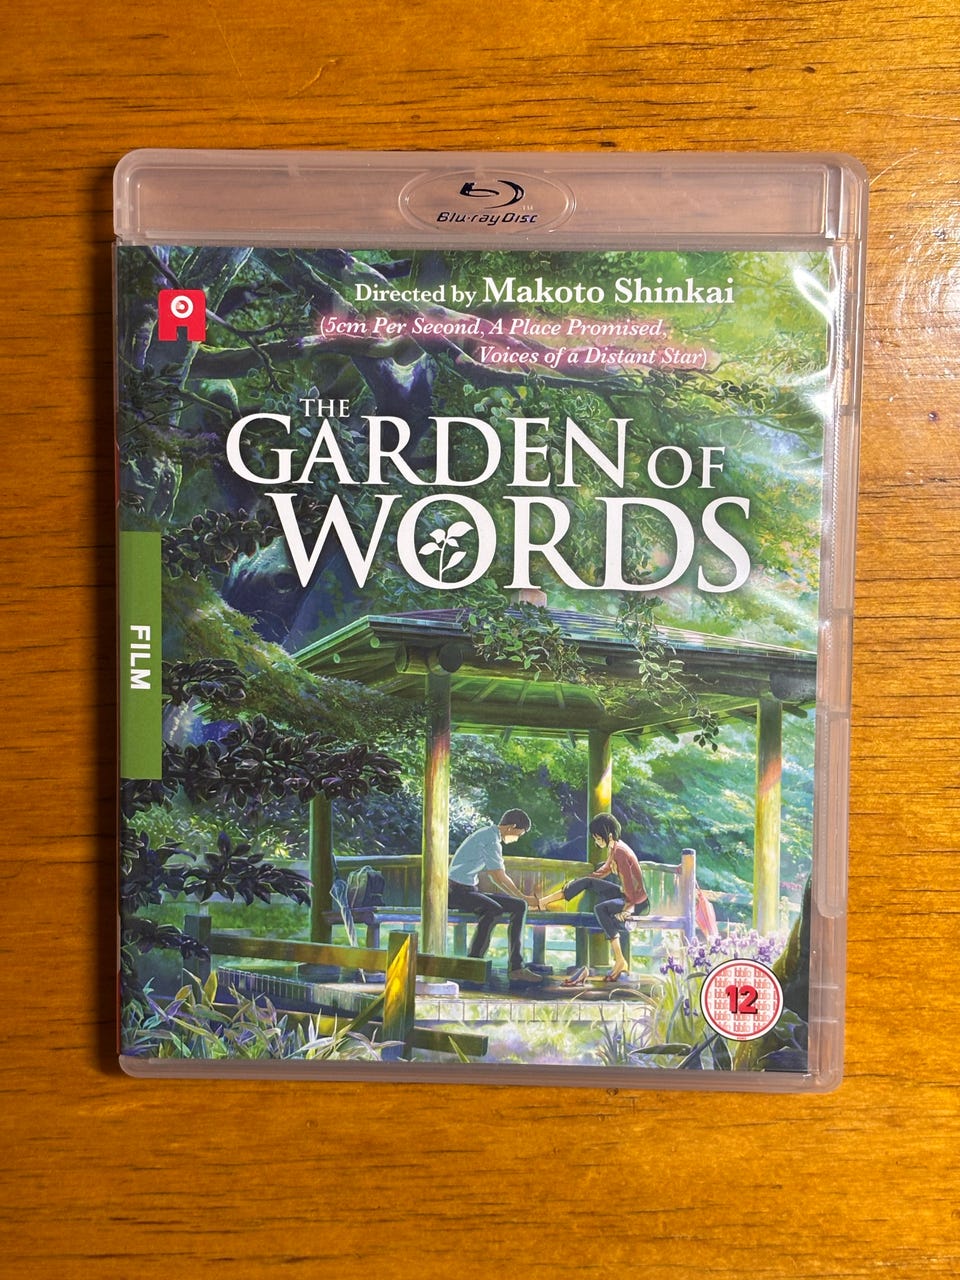 Blu-ray Disc
TM
Directed by Makoto Shinkai
(5cm Per Second, A Place Promised,
Voices of a Distant Star)
THE
GARDEN OF
WORDS
FILM
12